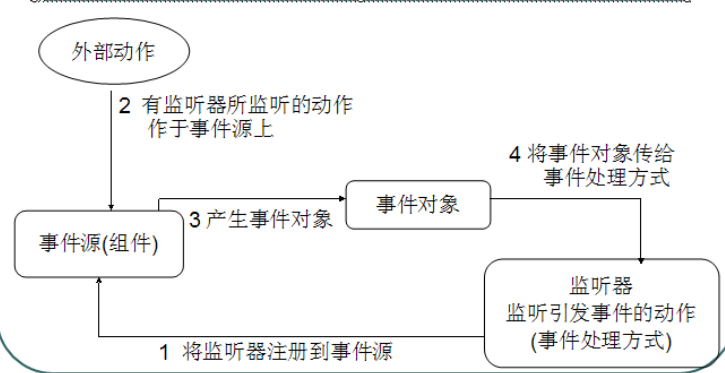 外部动作
2 有监听器所监听的动作
作于事件源上
4 将事件对象传给
事件处理方式
事件对象
3 产生事件对象
事件源(组件)
监听器
监听引发事件的动作
(事件处理方式)
1 将监听器注册到事件源